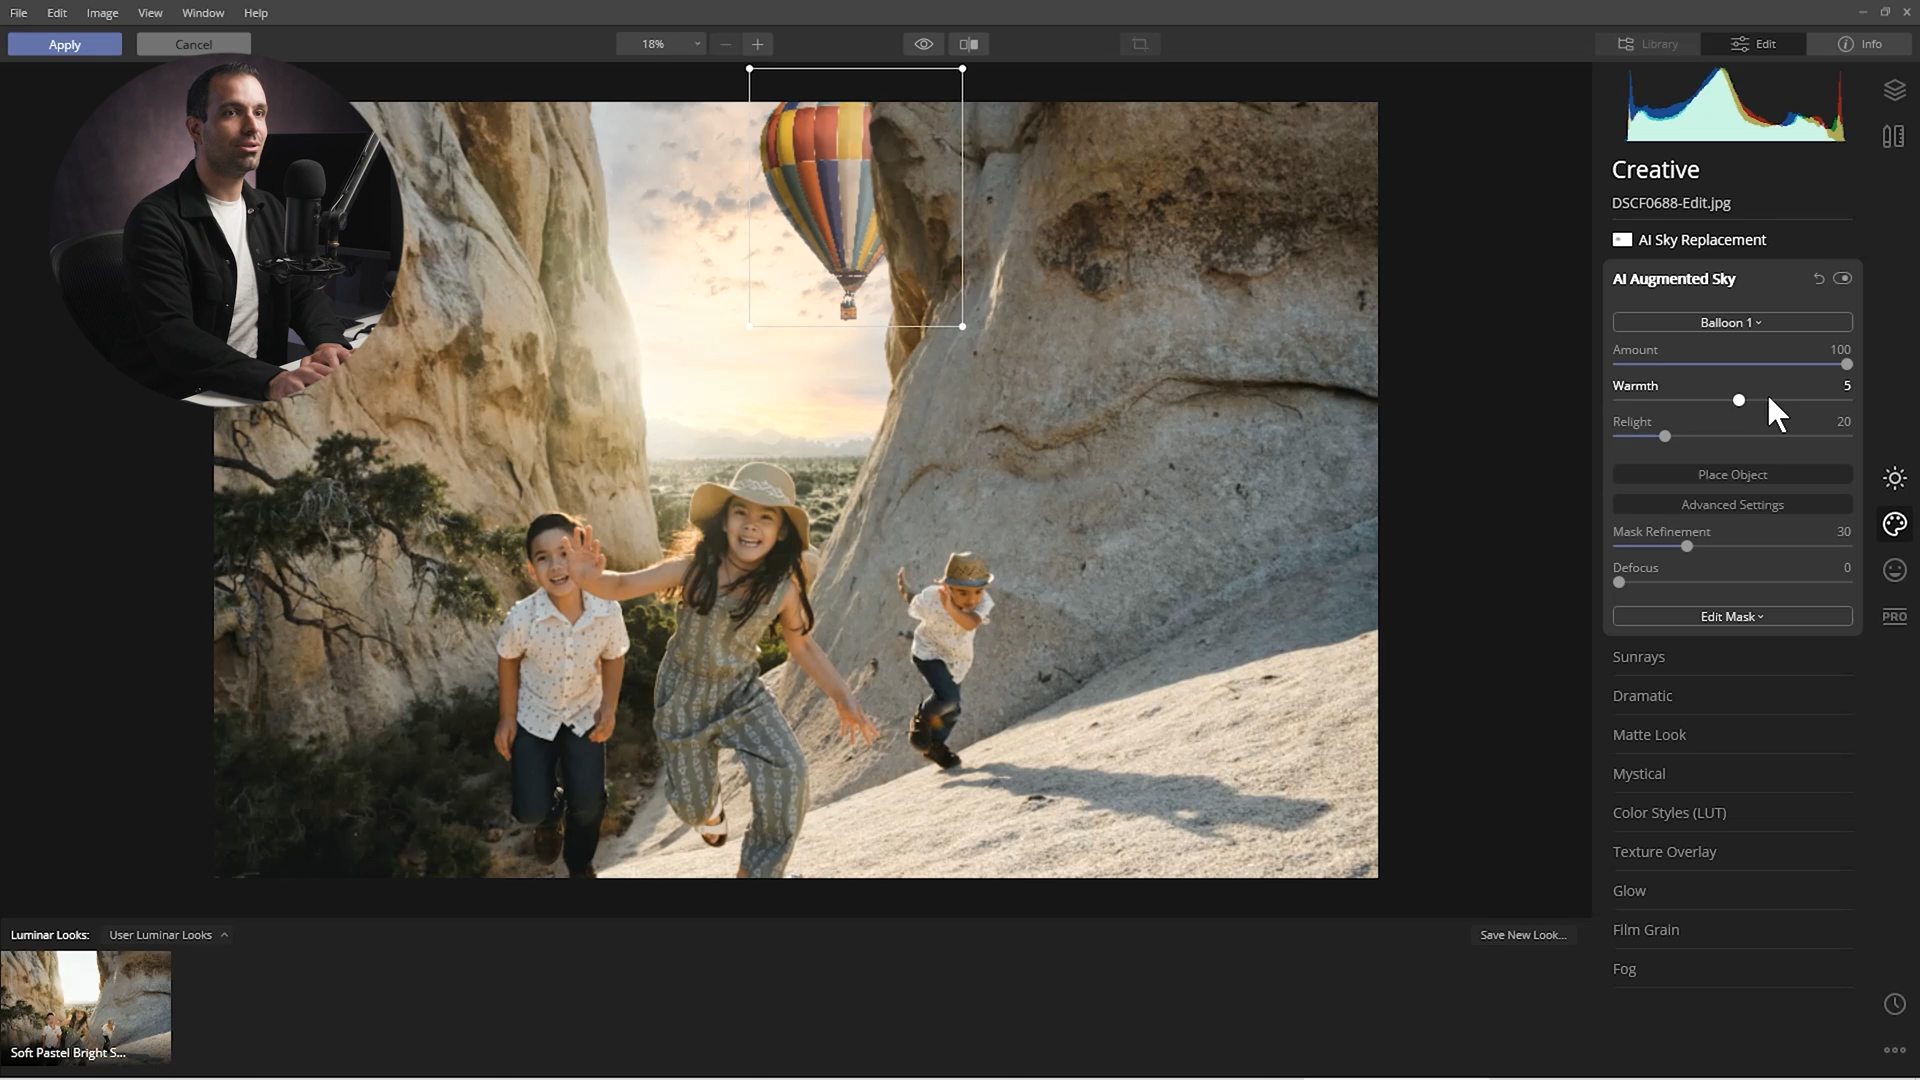 File Edit Image View Window Help
Apply Cancel 18% Library Edit Info
Creative
DSCF0688-Edit.jpg
AI Sky Replacement
AI Augmented Sky
Balloon 1
Amount 100
Warmth 5
Relight 20
Place Object
Advanced Settings
Mask Refinement 30
Defocus 0
Edit Mask
PRO
Sunrays
Dramatic
Matte Look
Mystical
Color Styles (LUT)
Texture Overlay
Glow
Film Grain
Fog
Luminar Looks: User Luminar Looks Save New Look...
Soft Pastel Bright S...